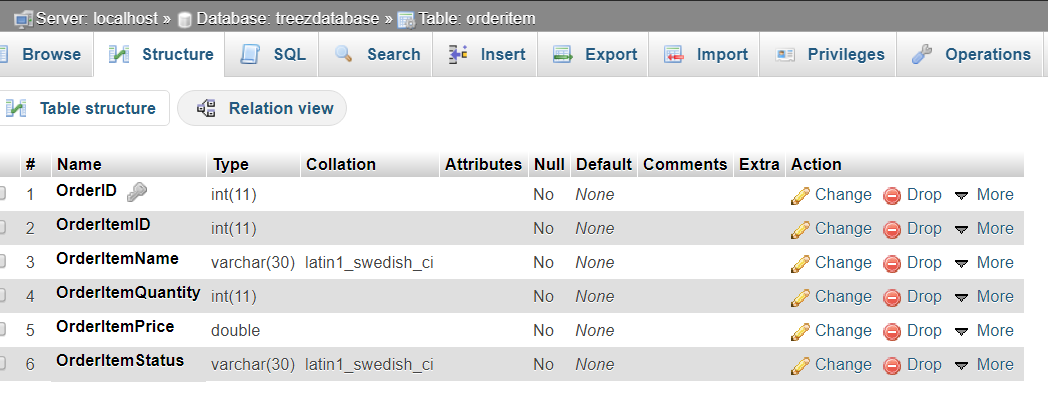 Server: localhost » Database: treezdatabase » Table: orderitem
Browse Structure SQL Search Insert Export Import Privileges Operations
Table structure Relation view
# Name Type Collation Attributes Null Default Comments Extra Action
1 OrderID int(11) No None Change Drop More
2 OrderItemID int(11) No None Change Drop More
3 OrderItemName varchar(30) latin1_swedish_ci No None Change Drop More
4 OrderItemQuantity int(11) No None Change Drop More
5 OrderItemPrice double No None Change Drop More
6 OrderItemStatus varchar(30) latin1_swedish_ci No None Change Drop More